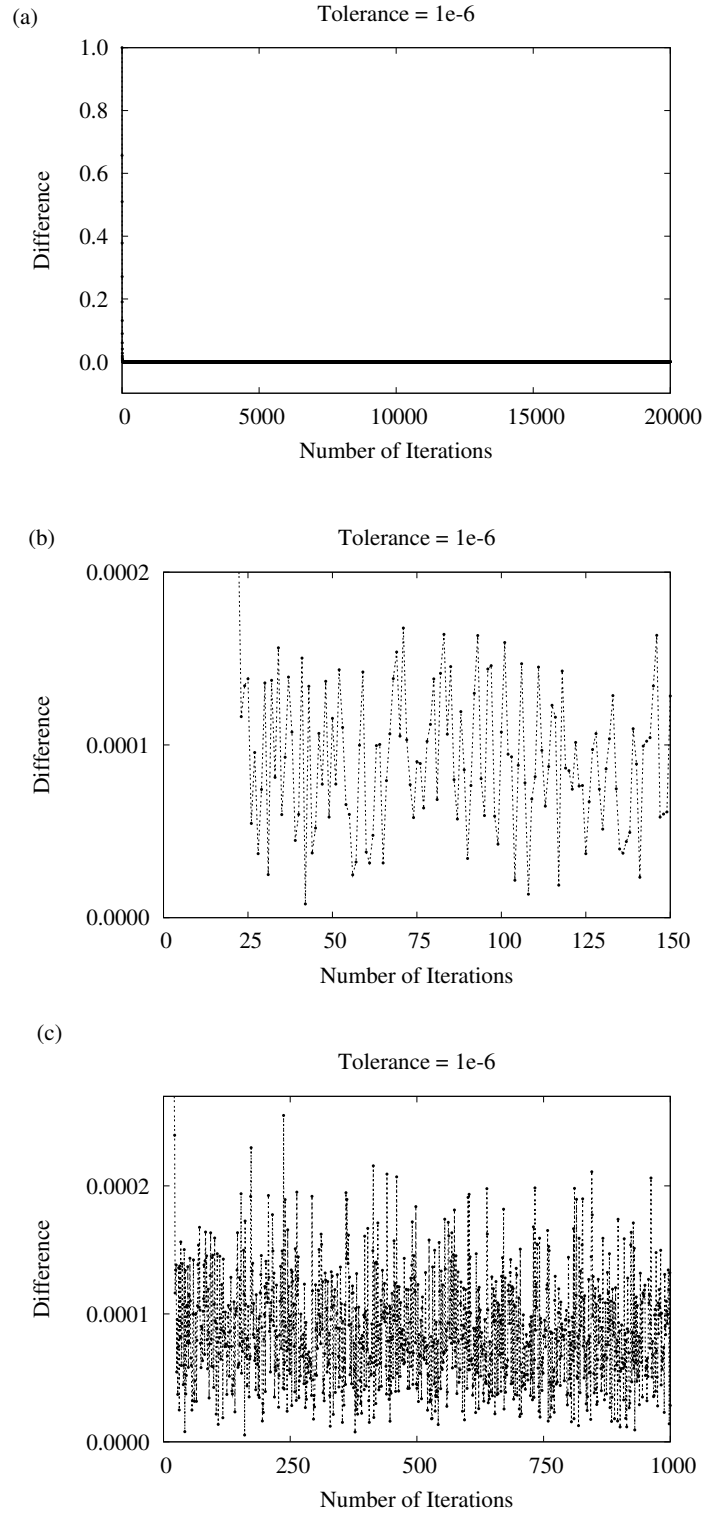 (a)
Tolerance = 1e-6
1.0
0.8
0.6
0.4
0.2
0.0
Difference
0 5000 10000 15000 20000
Number of Iterctions
(b)
Tolerance = 1e-6
0.0002
0.0001
0.0000
Difference
0 25 50 75 100 125 150
Number of Iterctions
(c)
Tolerance = 1e-6
0.0002
0.0001
0.0000
Difference
0 250 500 750 1000
Number of Iterctions